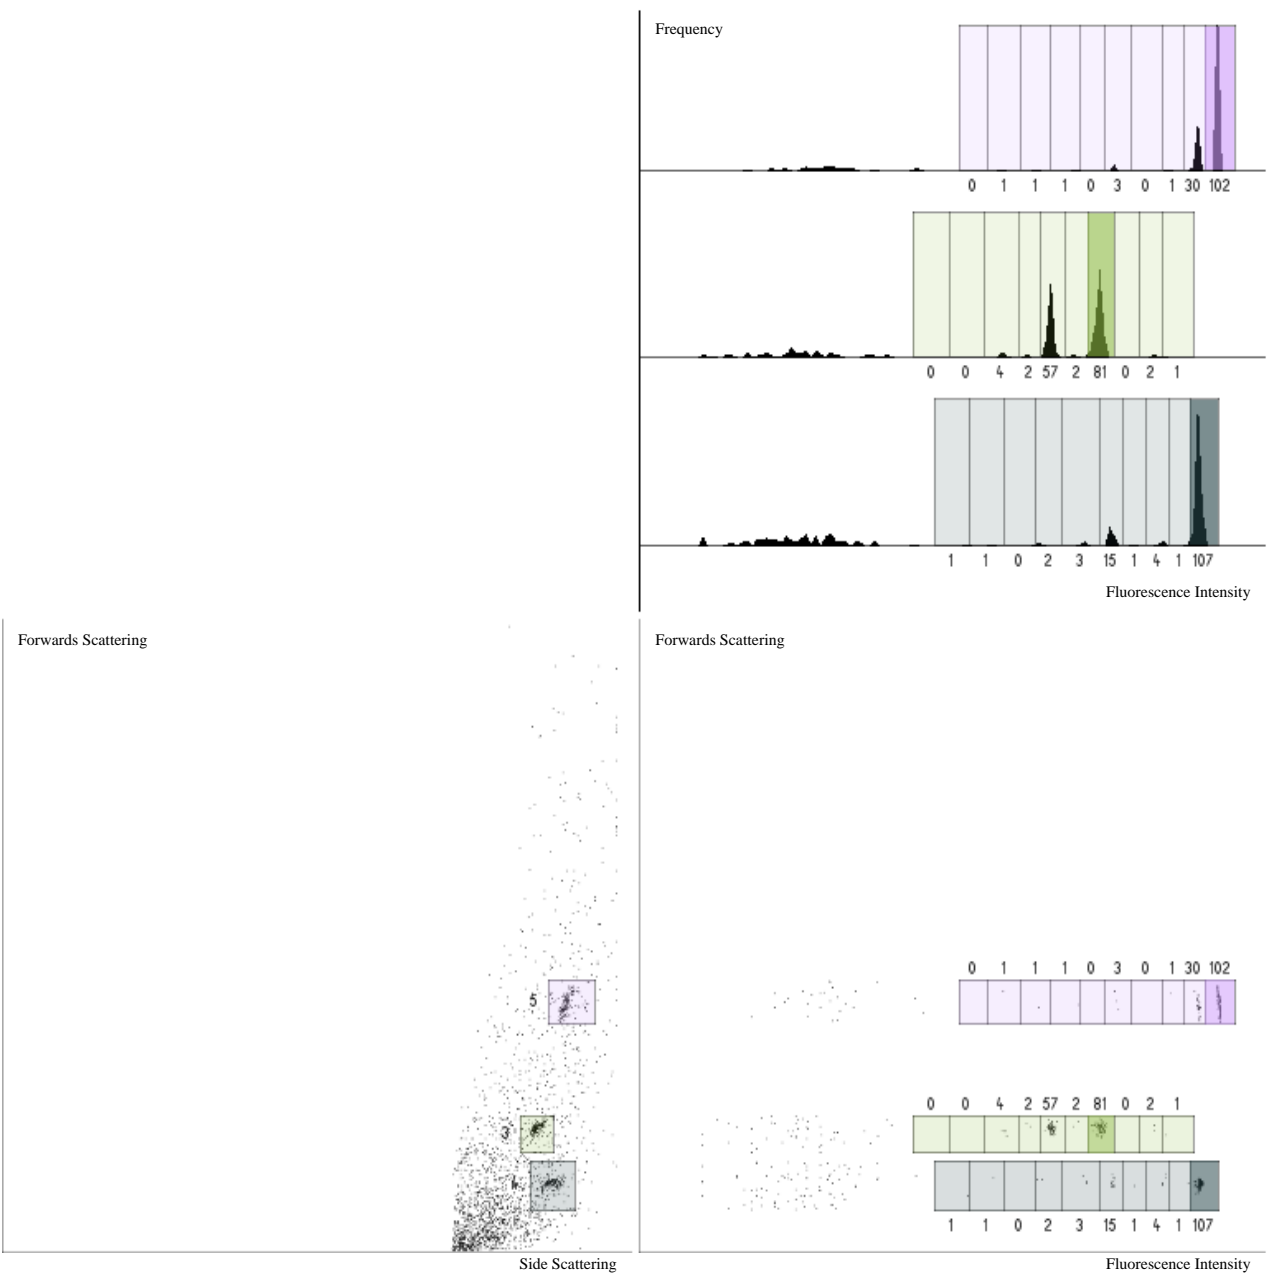 Frequency
0 1 1 1 0 3 0 1 30 102
0 0 4 2 57 2 81 0 2 1
1 1 0 2 3 15 1 4 1 107
Fluorescence Intensity
Forwards Scattering
Forwards Scattering
0 1 1 1 0 3 0 1 30 102
5
0 0 4 2 57 2 81 0 2 1
3
1 1 0 2 3 15 1 4 1 107
Side Scattering
Fluorescence Intensity